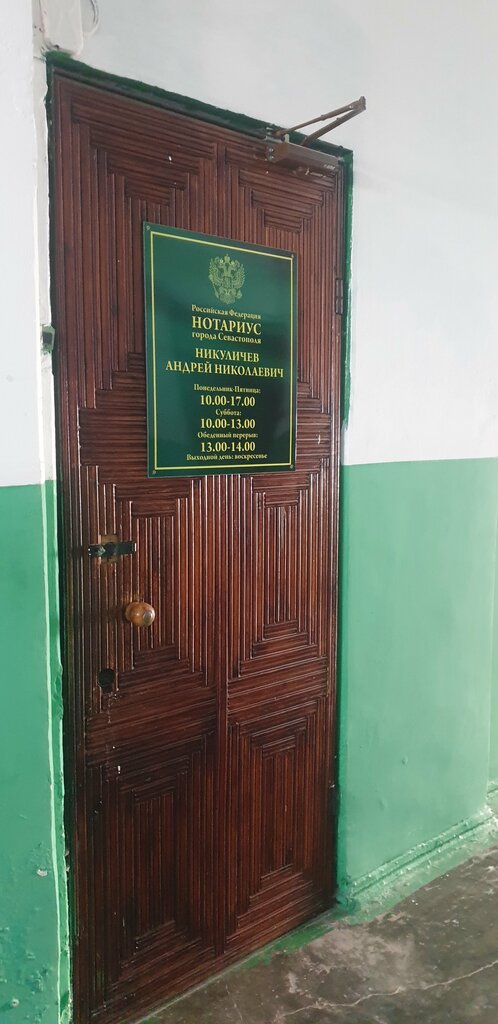 Российская Федерация
НОТАРИУС
города Севастополя
НИКУЛИЧЕВ
АНДРЕЙ НИКОЛАЕВИЧ
Понедельник-Пятница:
10.00-17.00
Суббота:
10.00-13.00
Обеденный перерыв:
13.00-14.00
Выходной день: воскресенье